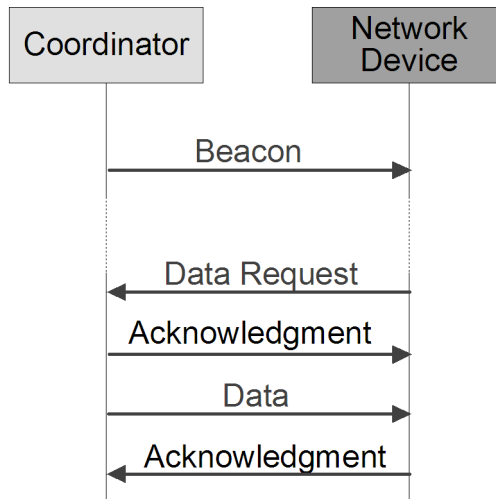 Coordinator
Network
Device
Beacon
Data Request
Acknowledgment
Data
Acknowledgment